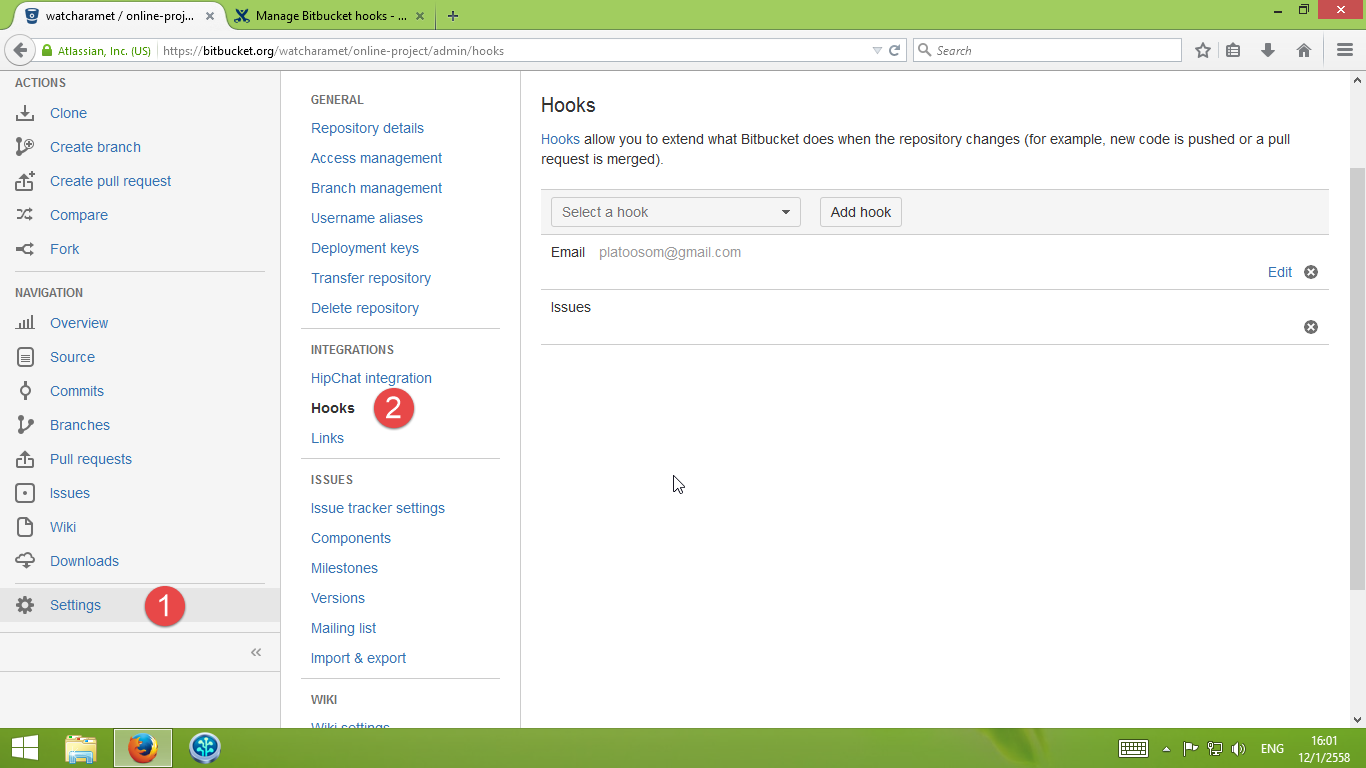 watcharamet / online-proj...
Manage Bitbucket hooks - ...
Atlassian, Inc. (US)
https://bitbucket.org/watcharamet/online-project/admin/hooks
Search
ACTIONS
Clone
Create branch
Create pull request
Compare
Fork
NAVIGATION
Overview
Source
Commits
Branches
Pull requests
Issues
Wiki
Downloads
Settings
1
«
GENERAL
Repository details
Access management
Branch management
Username aliases
Deployment keys
Transfer repository
Delete repository
INTEGRATIONS
HipChat integration
Hooks
2
Links
ISSUES
Issue tracker settings
Components
Milestones
Versions
Mailing list
Import & export
WIKI
Wiki settings
Hooks
Hooks allow you to extend what Bitbucket does when the repository changes (for example, new code is pushed or a pull
request is merged).
Select a hook
Add hook
Email platoosom@gmail.com
Edit
Issues
ENG
16:01
12/1/2558